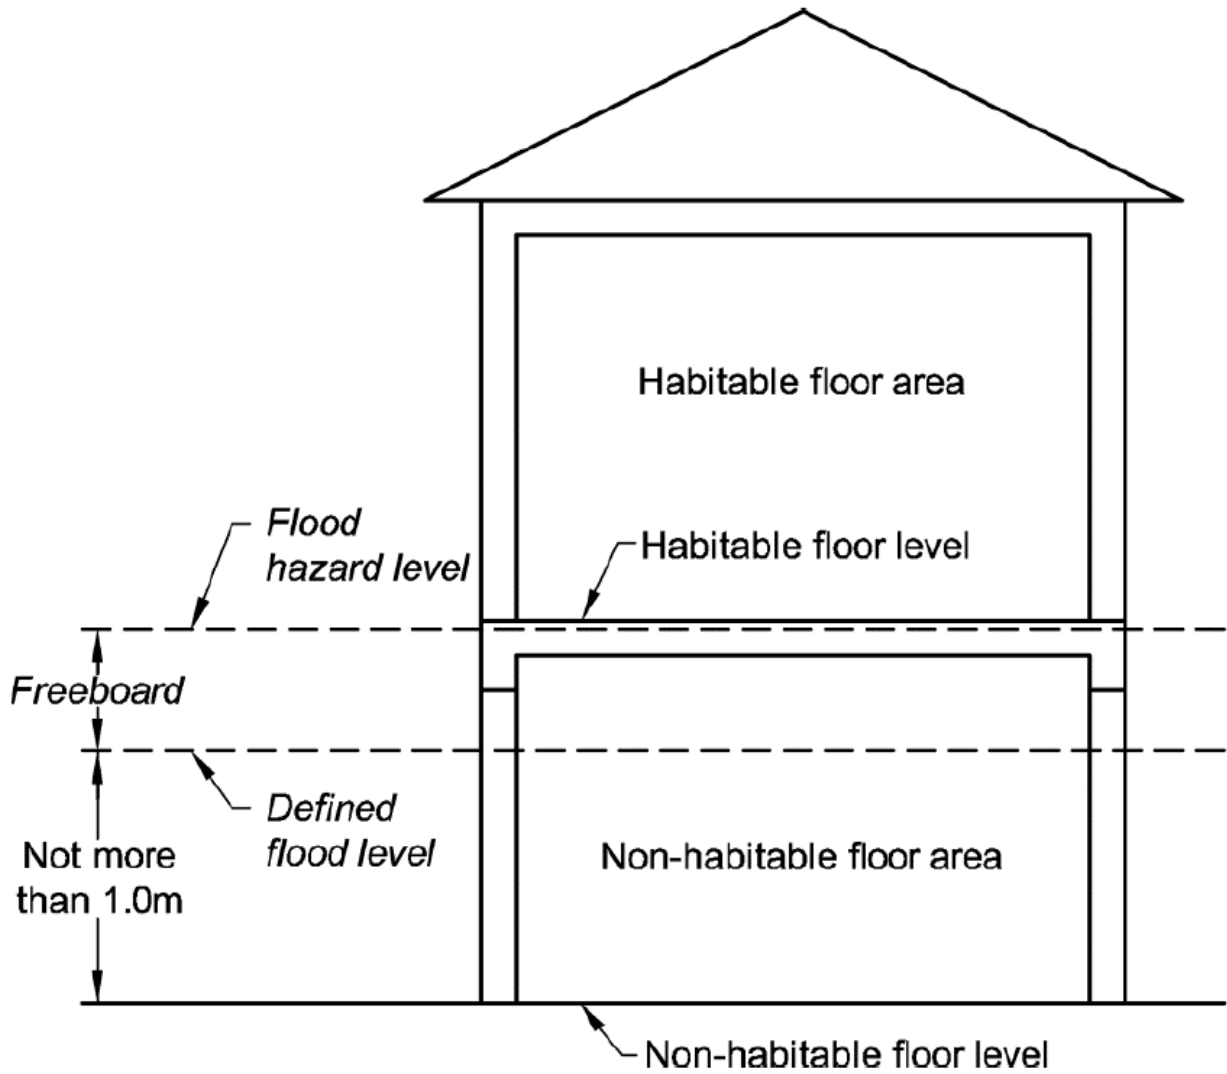 Habitable floor area
Flood
hazard level
Habitable floor level
Freeboard
Defined
flood level
Not more
than 1.0m
Non-habitable floor area
Non-habitable floor level